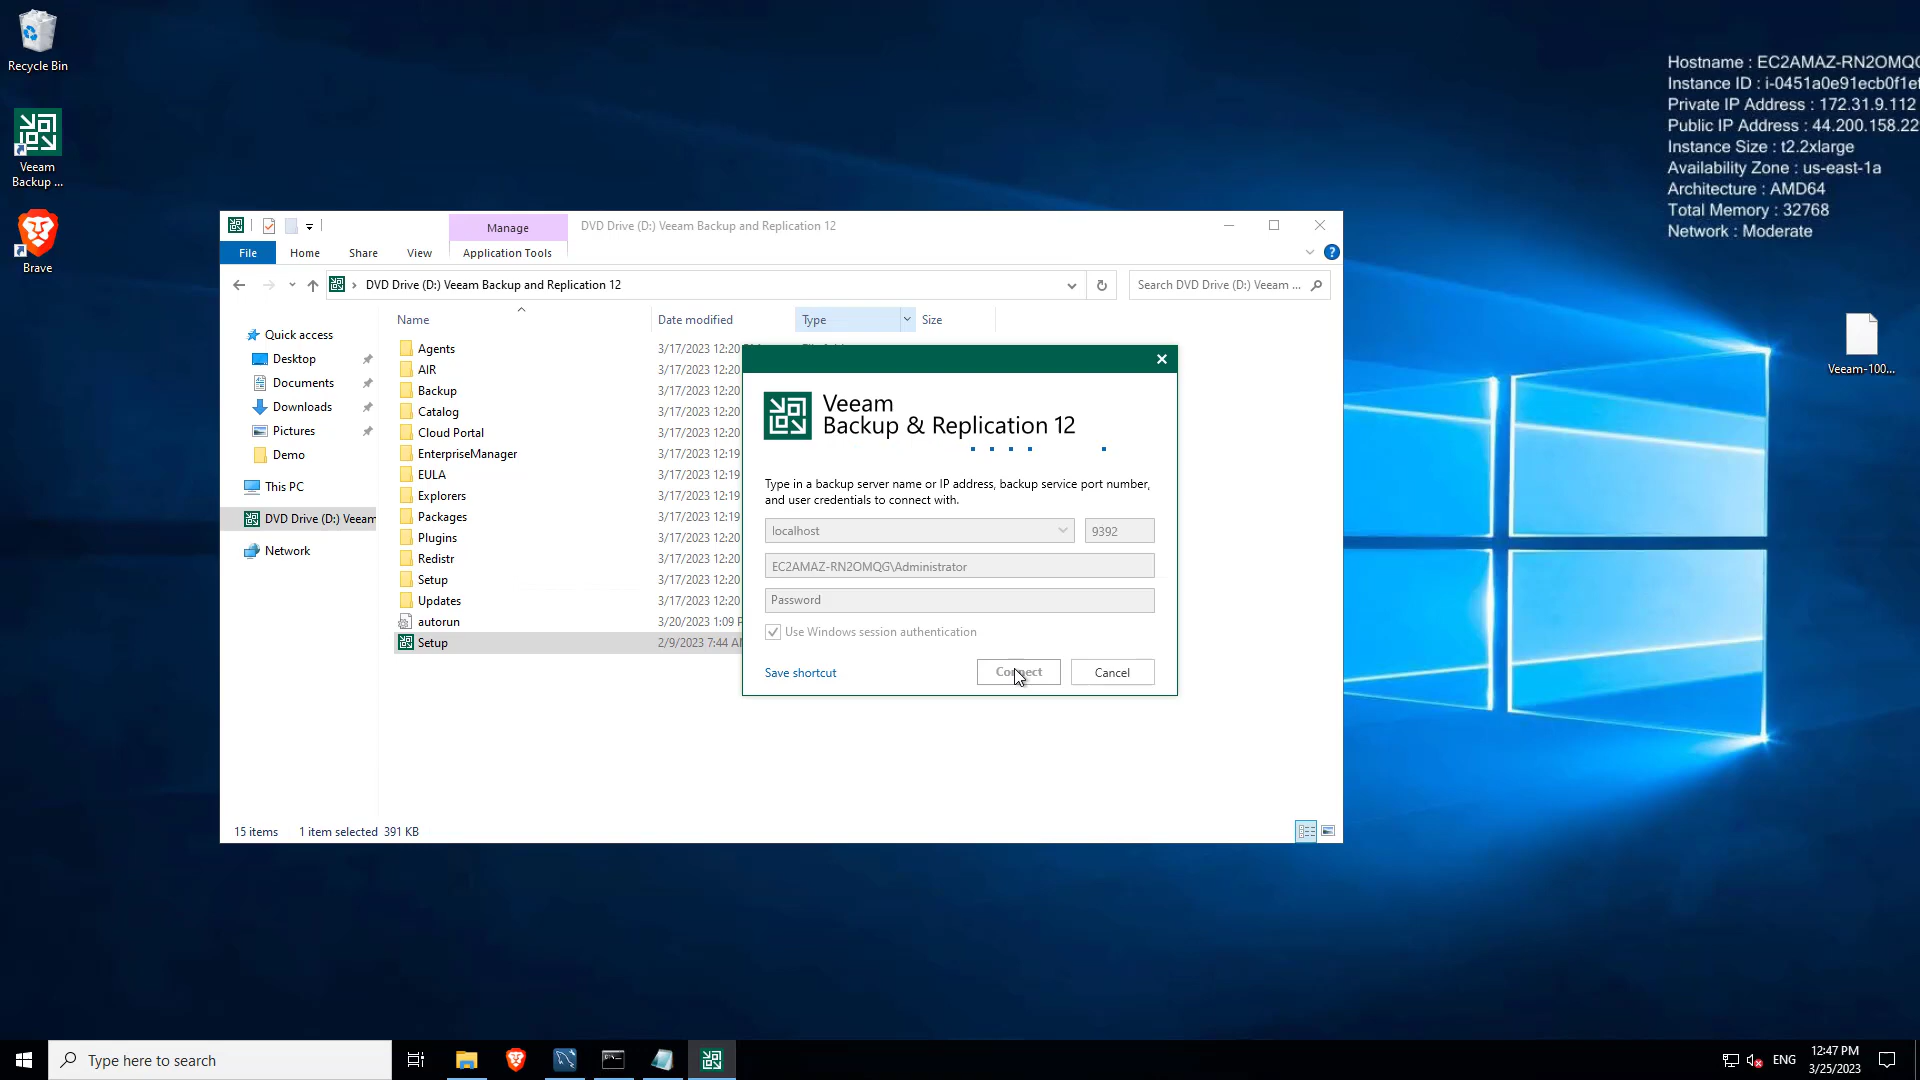 Recycle Bin
Veeam
Backup ...
Brave
Hostname : EC2AMAZ-RN2OMQG
Instance ID : i-0451a0e91ecb0f1e
Private IP Address : 172.31.9.112
Public IP Address : 44.200.158.22
Instance Size : t2.2xlarge
Availability Zone : us-east-1a
Architecture : AMD64
Total Memory : 32768
Network : Moderate
Veeam-100...
Manage
DVD Drive (D:) Veeam Backup and Replication 12
File
Home
Share
View
Application Tools
DVD Drive (D:) Veeam Backup and Replication 12
Search DVD Drive (D:) Veeam ...
Quick access
Desktop
Documents
Downloads
Pictures
Demo
This PC
DVD Drive (D:) Veeam
Network
Name
Date modified
Type
Size
Agents 3/17/2023 12:20
AIR 3/17/2023 12:20
Backup 3/17/2023 12:20
Catalog 3/17/2023 12:20
Cloud Portal 3/17/2023 12:20
EnterpriseManager 3/17/2023 12:19
EULA 3/17/2023 12:19
Explorers 3/17/2023 12:19
Packages 3/17/2023 12:19
Plugins 3/17/2023 12:19
Redistr 3/17/2023 12:19
Setup 3/17/2023 12:20
Updates 3/17/2023 12:20
autorun 3/20/2023 1:09
Setup 2/9/2023 7:44
15 items
1 item selected 391 KB
Veeam
Backup & Replication 12
Type in a backup server name or IP address, backup service port number,
and user credentials to connect with.
localhost
9392
EC2AMAZ-RN2OMQG\Administrator
Password
Use Windows session authentication
Save shortcut
Connect
Cancel
Type here to search
ENG
12:47 PM
3/25/2023